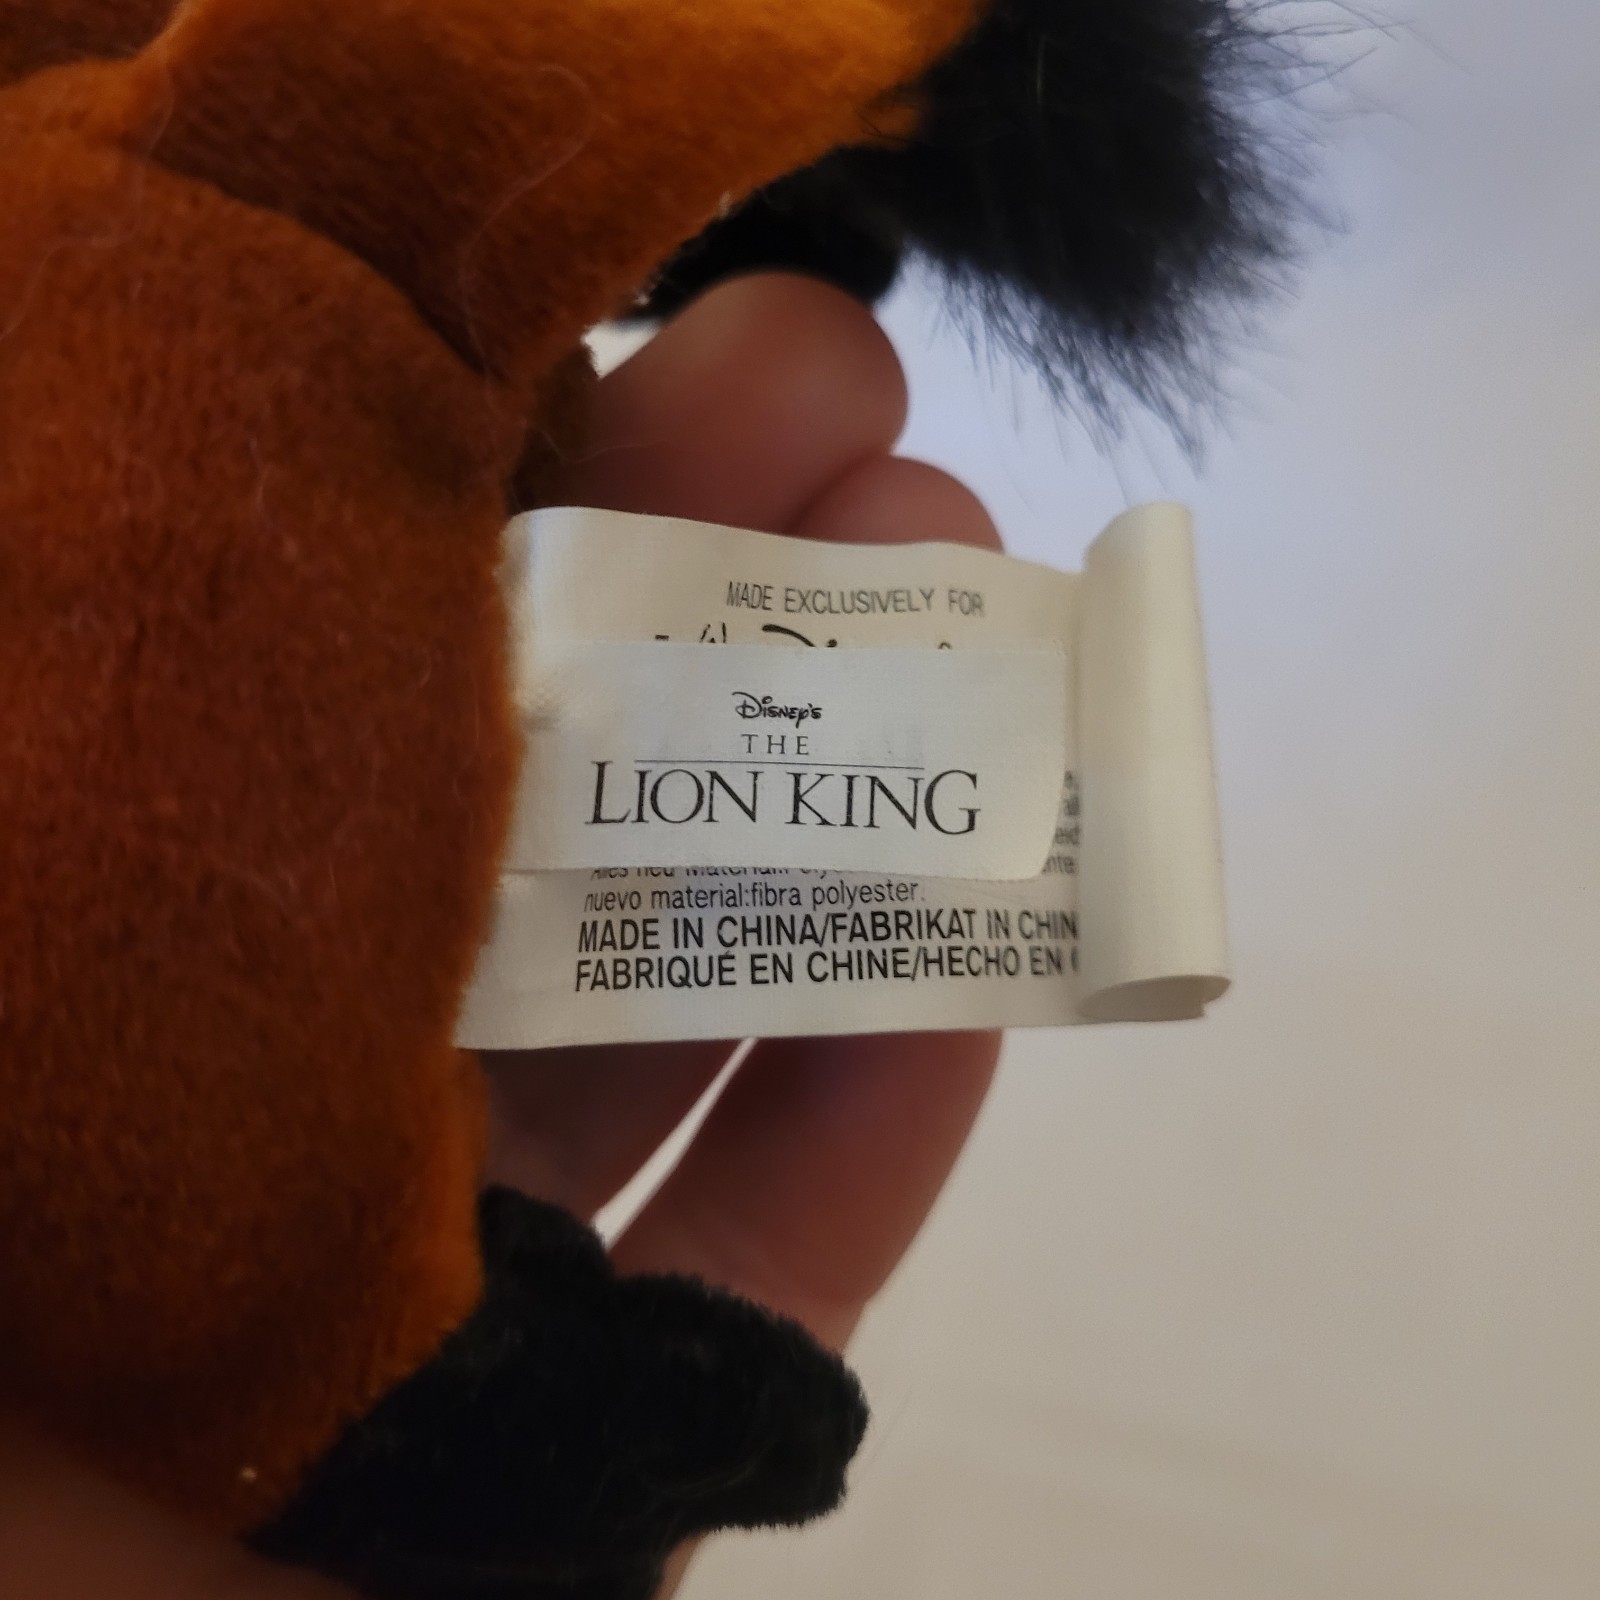 MADE EXCLUSIVELY FOR
DISNEY'S
THE
LION KING
nuevo material:fibra polyester.
MADE IN CHINA/FABRIKAT IN
FABRIQUÉ EN CHINE/HECHO EN